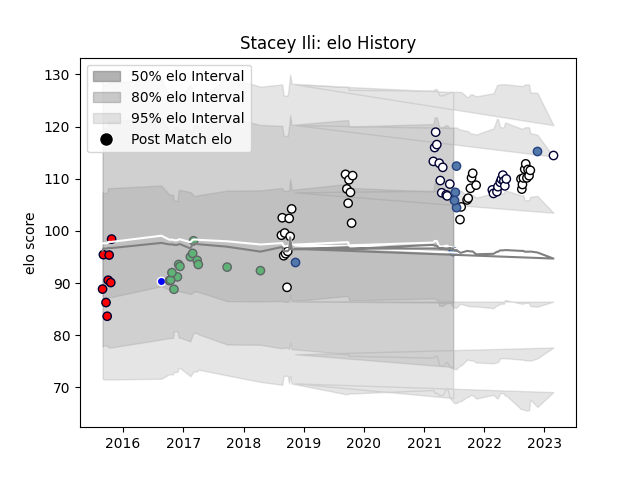 Stacey Ili: elo History
50% elo Interval
80% elo Interval
95% elo Interval
Post Match elo
elo score
130
120
110
100
90
80
70
2016 2017 2018 2019 2020 2021 2022 2023